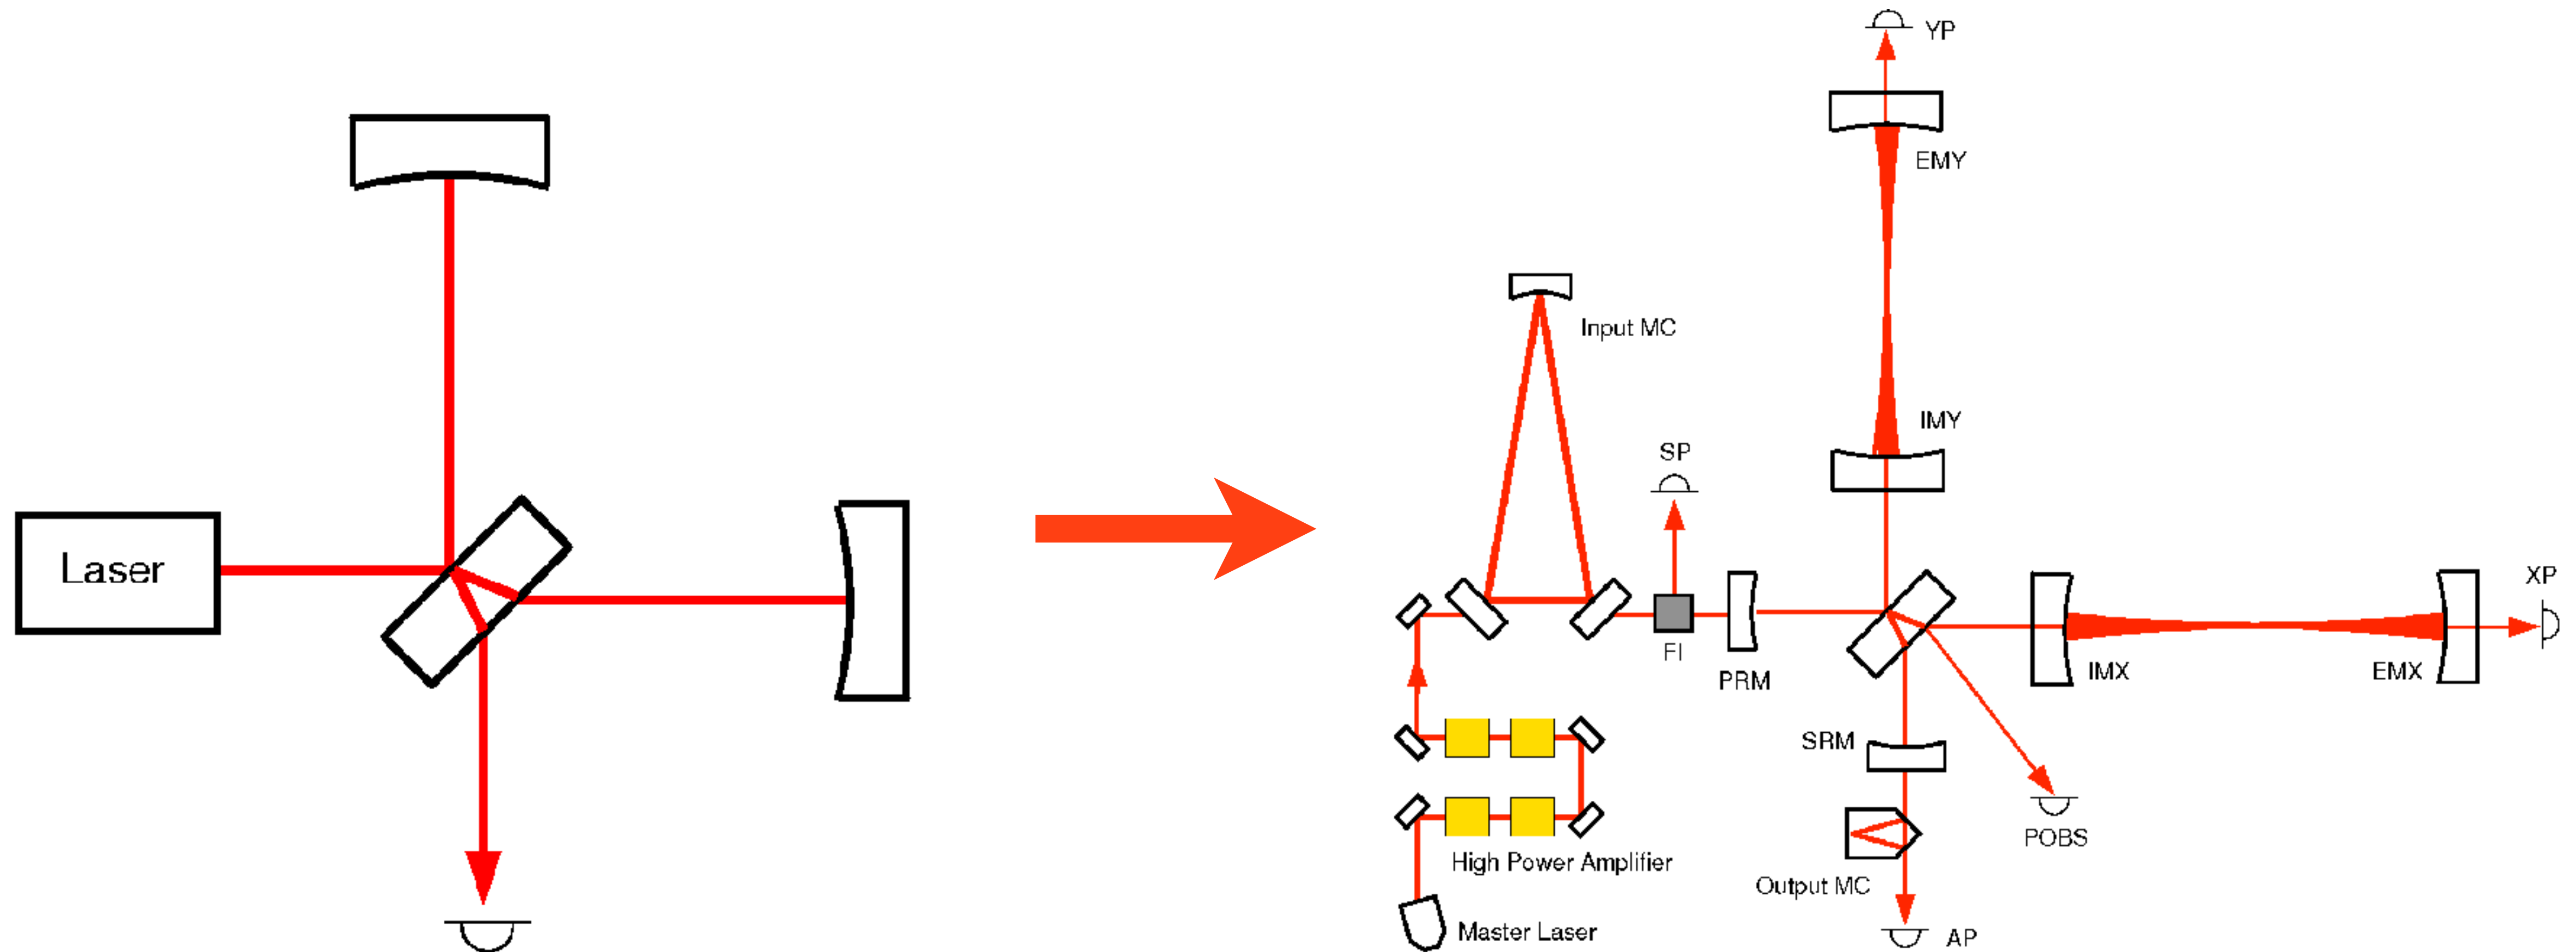 Laser
YP
EMY
Input MC
IMY
SP
XP
FI
PRM
IMX
EMX
SRM
POBS
High Power Amplifier
Output MC
Master Laser
AP